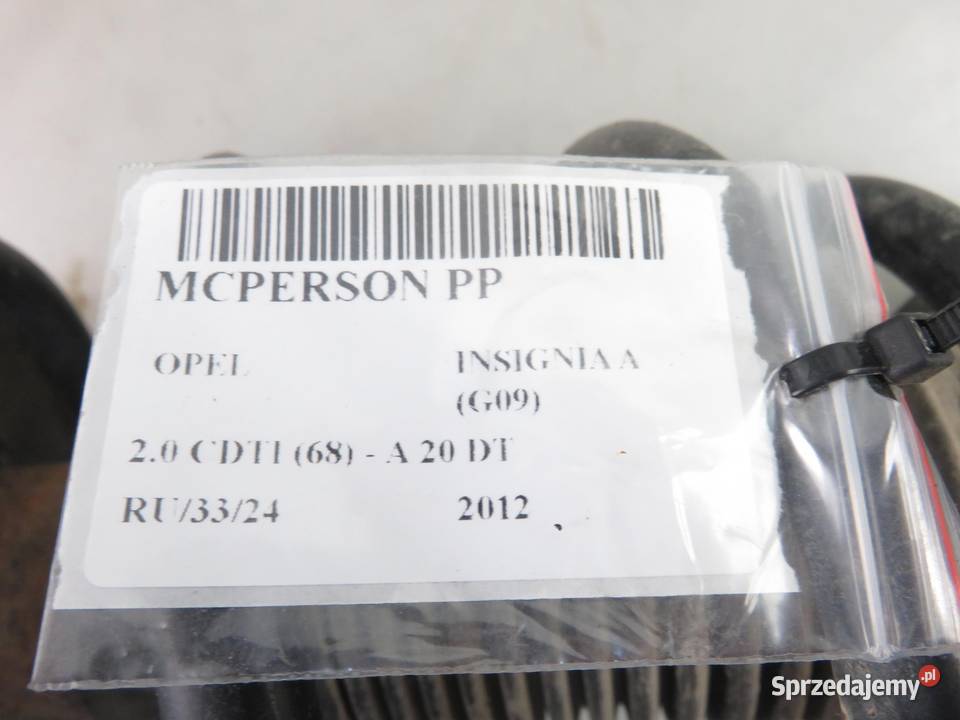 MCPERSON PP
OPEL INSIGNIA A
(G09)
2.0 CDTI (68) - A 20 DT
RU/33/24 2012
Sprzedajemy .pl